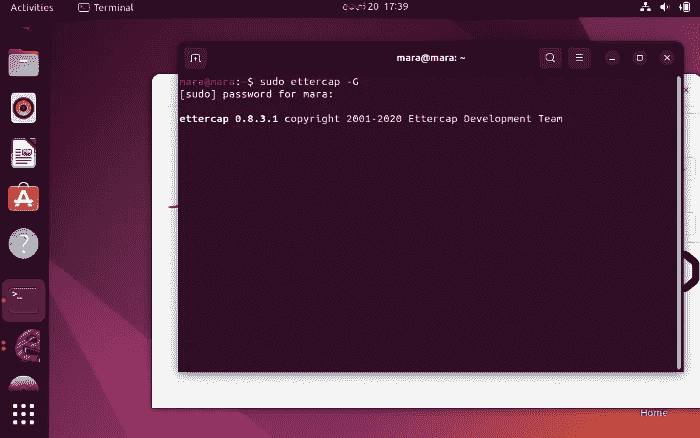 Activities
Terminal
20 17:39
mara@mara: ~
mara@mara:~$ sudo ettercap -G
[sudo] password for mara:
ettercap 0.8.3.1 copyright 2001-2020 Ettercap Development Team
Home